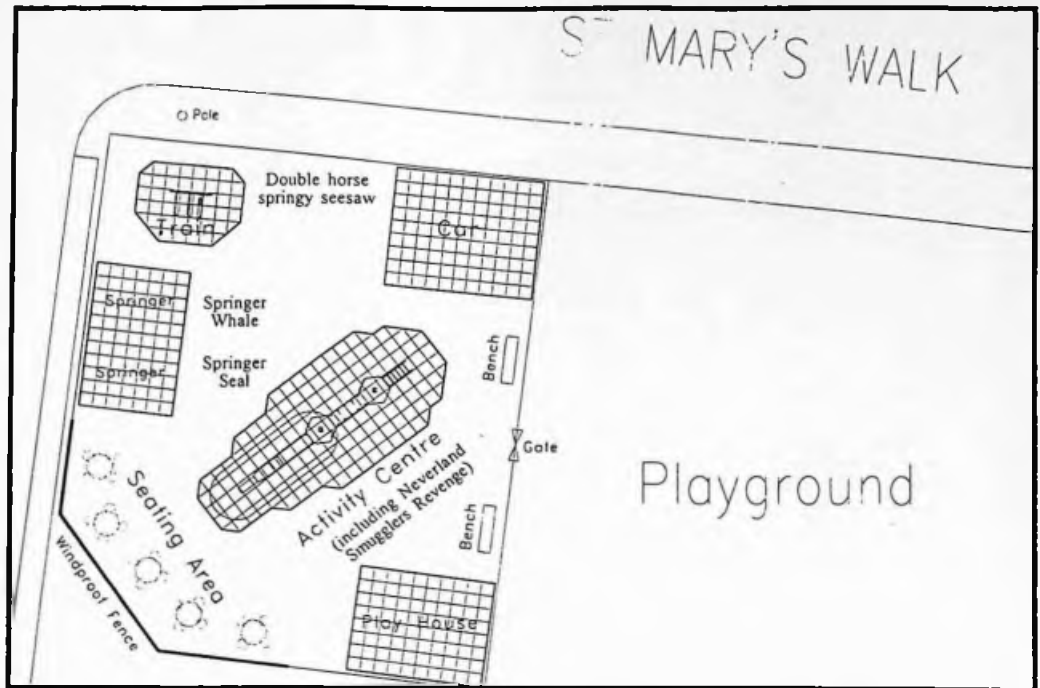 ST MARY'S WALK
Pole
Double horse
springy seesaw
Train
Car
Springer
Springer
Whale
Springer
Springer
Seal
Bench
Gate
Playground
Activity Centre
(including Neverland
Smugglers Revenge)
Bench
Seating Area
Windproof Fence
Play House